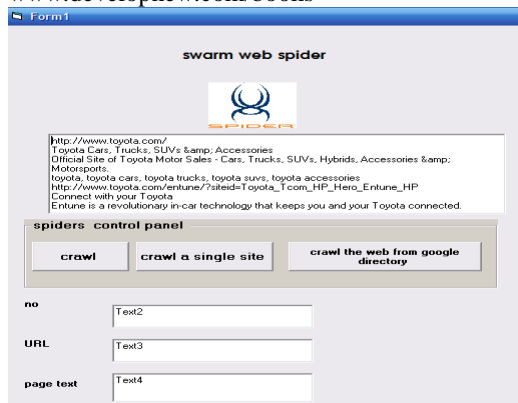 Form1
swarm web spider
SPIDER
http://www.toyota.com/
Toyota Cars, Trucks, SUVs &amp; Accessories
Official Site of Toyota Motor Sales - Cars, Trucks, SUVs, Hybrids, Accessories &amp;
Motorsports.
toyota, toyota cars, toyota trucks, toyota suvs, toyota accessories
http://www.toyota.com/entune/?siteid=Toyota_Tcom_HP_Hero_Entune_HP
Connect with your Toyota
Entune is a revolutionary in-car technology that keeps you and your Toyota connected.
spiders control panel
crawl
crawl a single site
crawl the web from google
directory
no
Text2
URL
Text3
page text
Text4